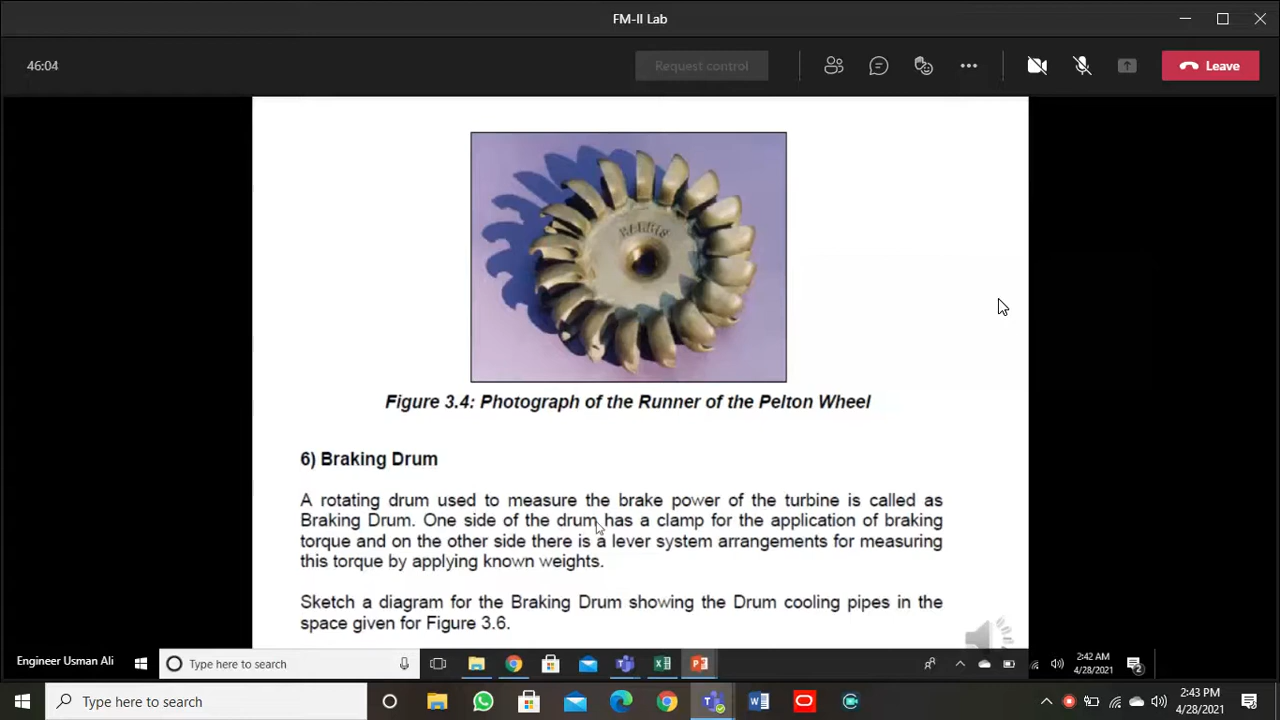 FM-II Lab
46:04
Request control
Leave
HARRIS
Figure 3.4: Photograph of the Runner of the Pelton Wheel
6) Braking Drum
A rotating drum used to measure the brake power of the turbine is called as
Braking Drum. One side of the drum has a clamp for the application of braking
torque and on the other side there is a lever system arrangements for measuring
this torque by applying known weights.
Sketch a diagram for the Braking Drum showing the Drum cooling pipes in the
space given for Figure 3.6.
Engineer Usman Ali
Type here to search
2:42 AM
4/28/2021
2
Type here to search
2:43 PM
4/28/2021